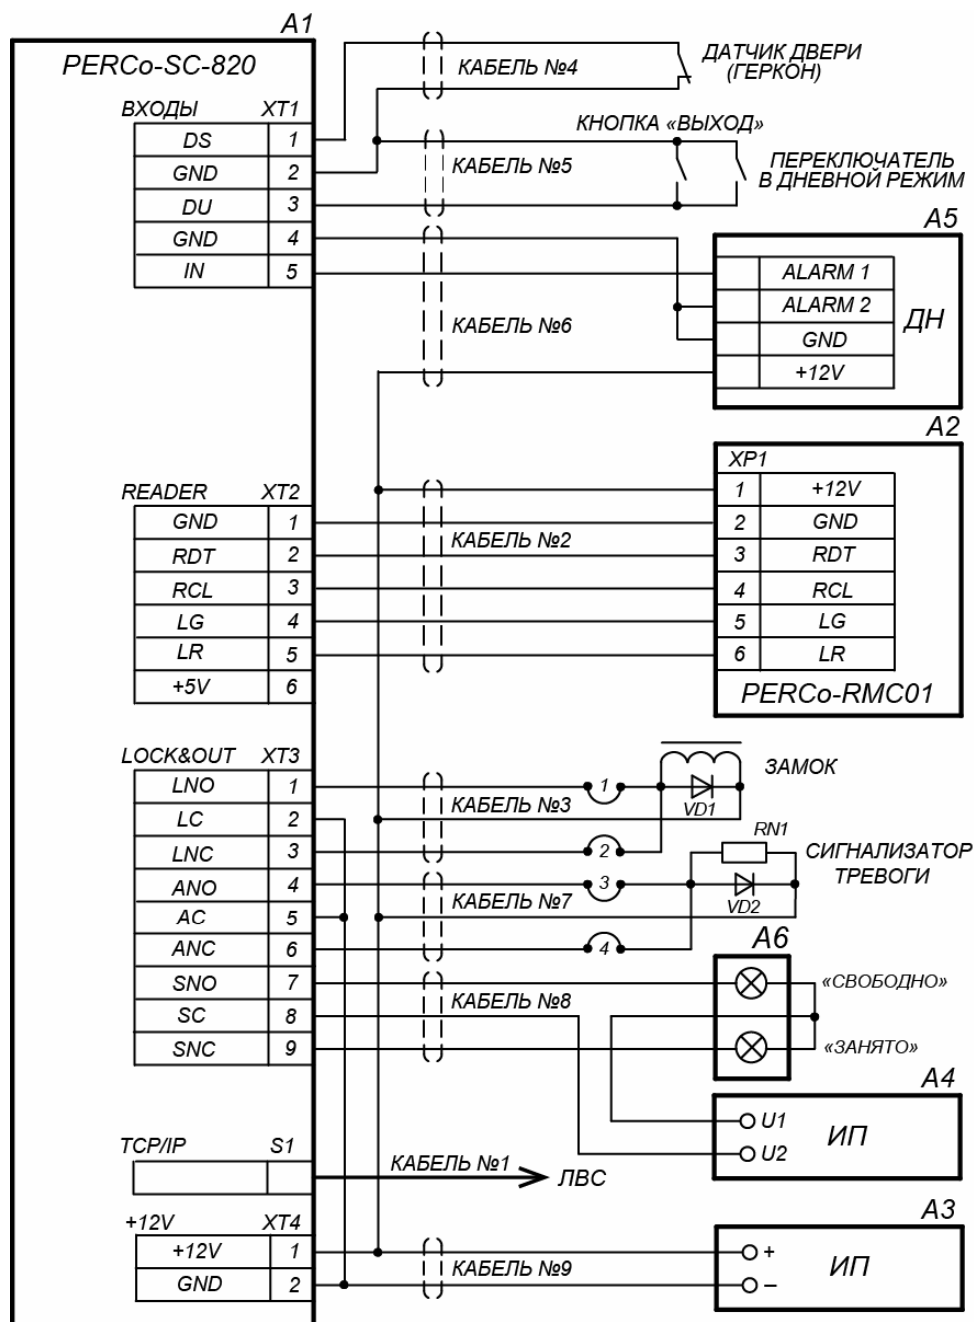 A1
PERCo-SC-820
ВХОДЫ XT1
DS 1
GND 2
DU 3
GND 4
IN 5
КАБЕЛЬ №4
ДАТЧИК ДВЕРИ
(ГЕРКОН)
КНОПКА «ВЫХОД»
КАБЕЛЬ №5
ПЕРЕКЛЮЧАТЕЛЬ
В ДНЕВНОЙ РЕЖИМ
A5
ALARM 1
ALARM 2
GND
+12V
ДН
КАБЕЛЬ №6
A2
XP1
1 +12V
2 GND
3 RDT
4 RCL
5 LG
6 LR
PERCo-RMC01
READER XT2
GND 1
RDT 2
RCL 3
LG 4
LR 5
+5V 6
КАБЕЛЬ №2
LOCK&OUT XT3
LNO 1
LC 2
LNC 3
ANO 4
AC 5
ANC 6
SNO 7
SC 8
SNC 9
КАБЕЛЬ №3
1
VD1
ЗАМОК
2
RN1
СИГНАЛИЗАТОР
ТРЕВОГИ
3
КАБЕЛЬ №7
VD2
4
A6
«СВОБОДНО»
КАБЕЛЬ №8
«ЗАНЯТО»
A4
U1
U2
ИП
TCP/IP S1
КАБЕЛЬ №1
ЛВС
A3
+
–
ИП
+12V XT4
+12V 1
GND 2
КАБЕЛЬ №9